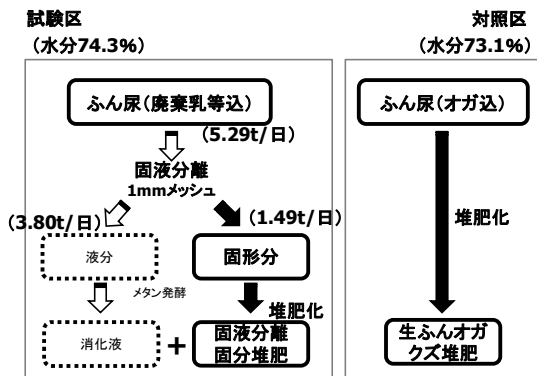 試験区
(水分74.3%)
ふん尿(廃棄乳等込)
(5.29t/日)
固液分離
1mmメッシュ
(3.80t/日)
(1.49t/日)
液分
固形分
メタン発酵
堆肥化
消化液
+
固液分離
固分堆肥
対照区
(水分73.1%)
ふん尿(オガ込)
堆肥化
生ふんオガ
クズ堆肥